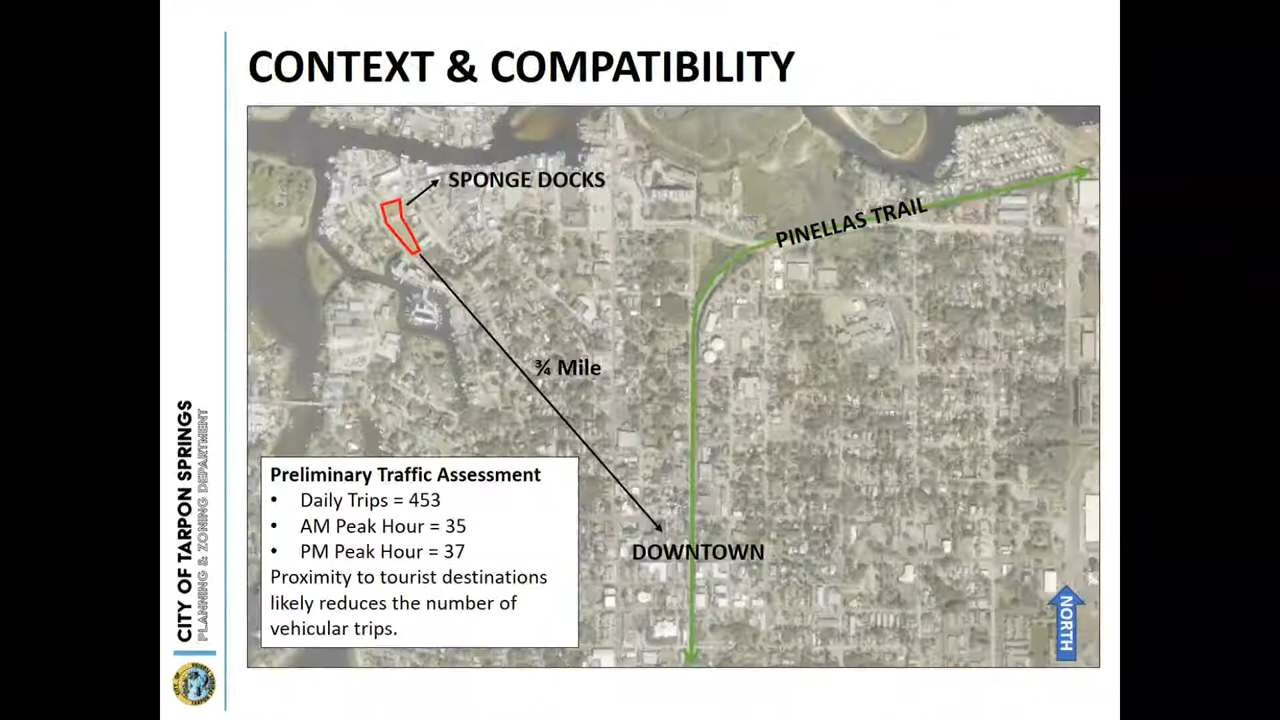 CONTEXT & COMPATIBILITY
SPONGE DOCKS
PINELLAS TRAIL
¾ Mile
DOWNTOWN
Preliminary Traffic Assessment
• Daily Trips = 453
• AM Peak Hour = 35
• PM Peak Hour = 37
Proximity to tourist destinations
likely reduces the number of
vehicular trips.
NORTH
CITY OF TARPON SPRINGS
PLANNING & ZONING DEPARTMENT